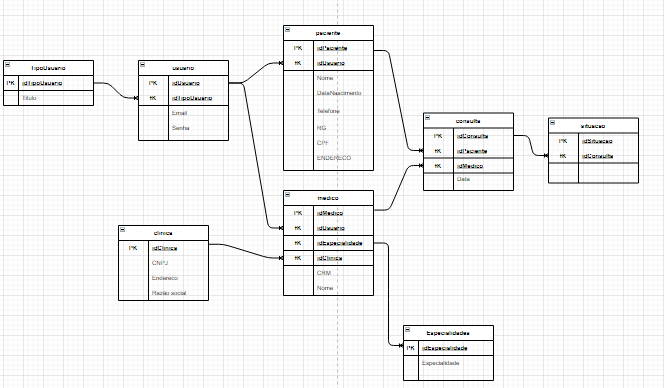 TipoUsuario
PK idTipoUsuario
Titulo
usuario
PK idUsuario
fK idTipoUsuario
Email
Senha
paciente
PK idPaciente
fK idUsuario
Nome
DataNascimento
Telefone
RG
CPF
ENDERECO
consulta
PK idConsulta
fK idPaciente
fK idMedico
Data
situacao
PK idSituacao
fK idConsulta
medico
PK idMedico
fK idUsuario
fK idEspecialidade
fK idClinica
CRM
Nome
clinica
PK idClinica
CNPJ
Endereco
Razão social
Especialidades
PK idEspecialidade
Especialidade